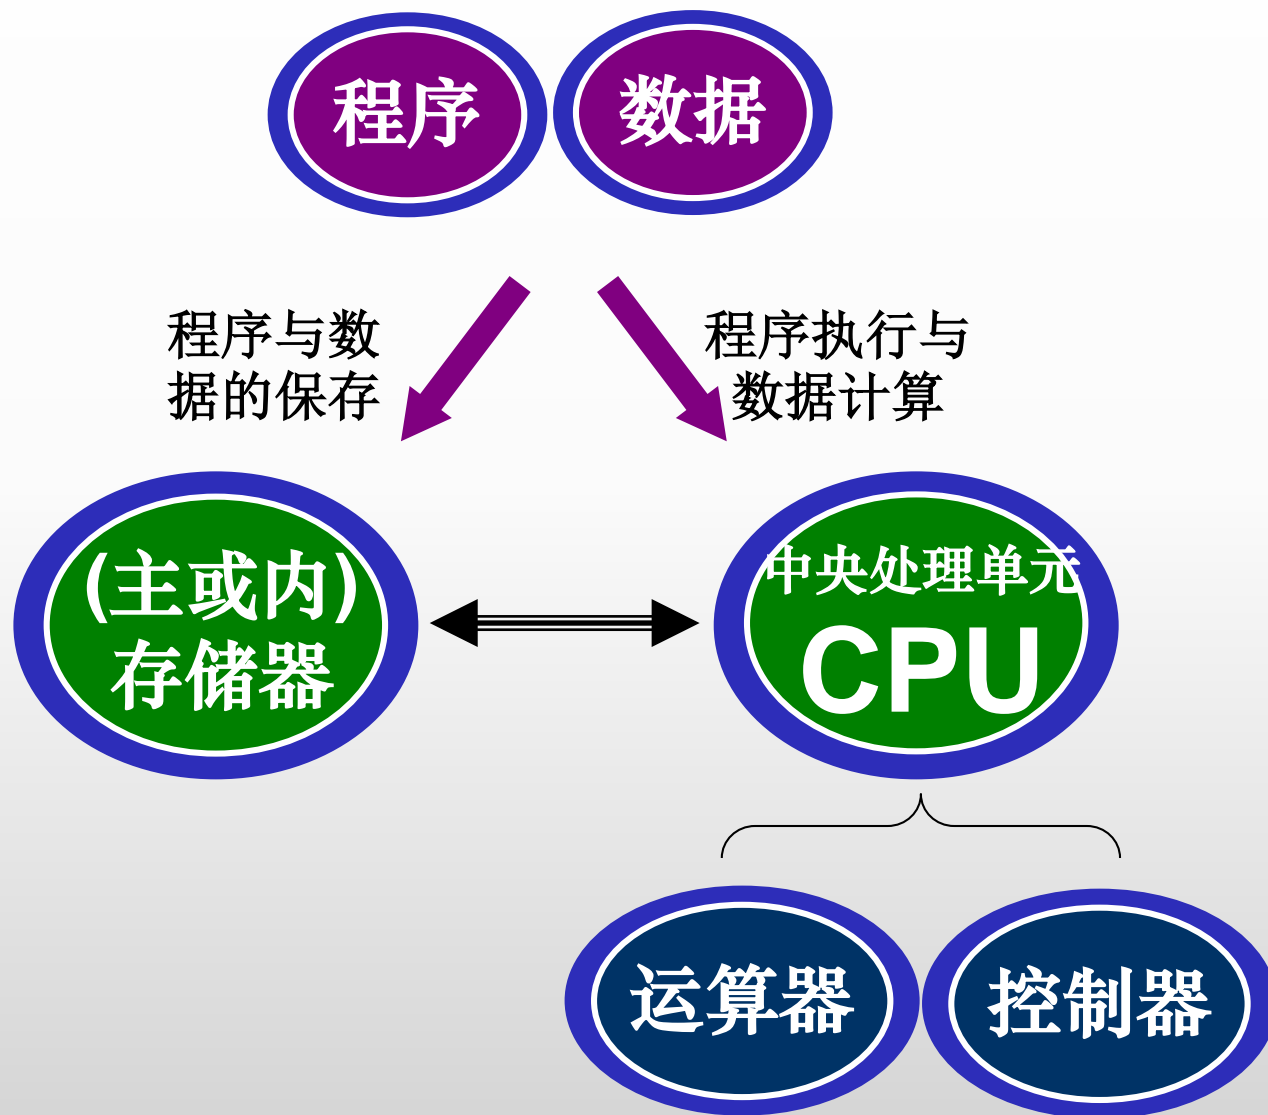 程序
数据
程序与数
据的保存
程序执行与
数据计算
(主或内)
存储器
中央处理单元
CPU
运算器
控制器